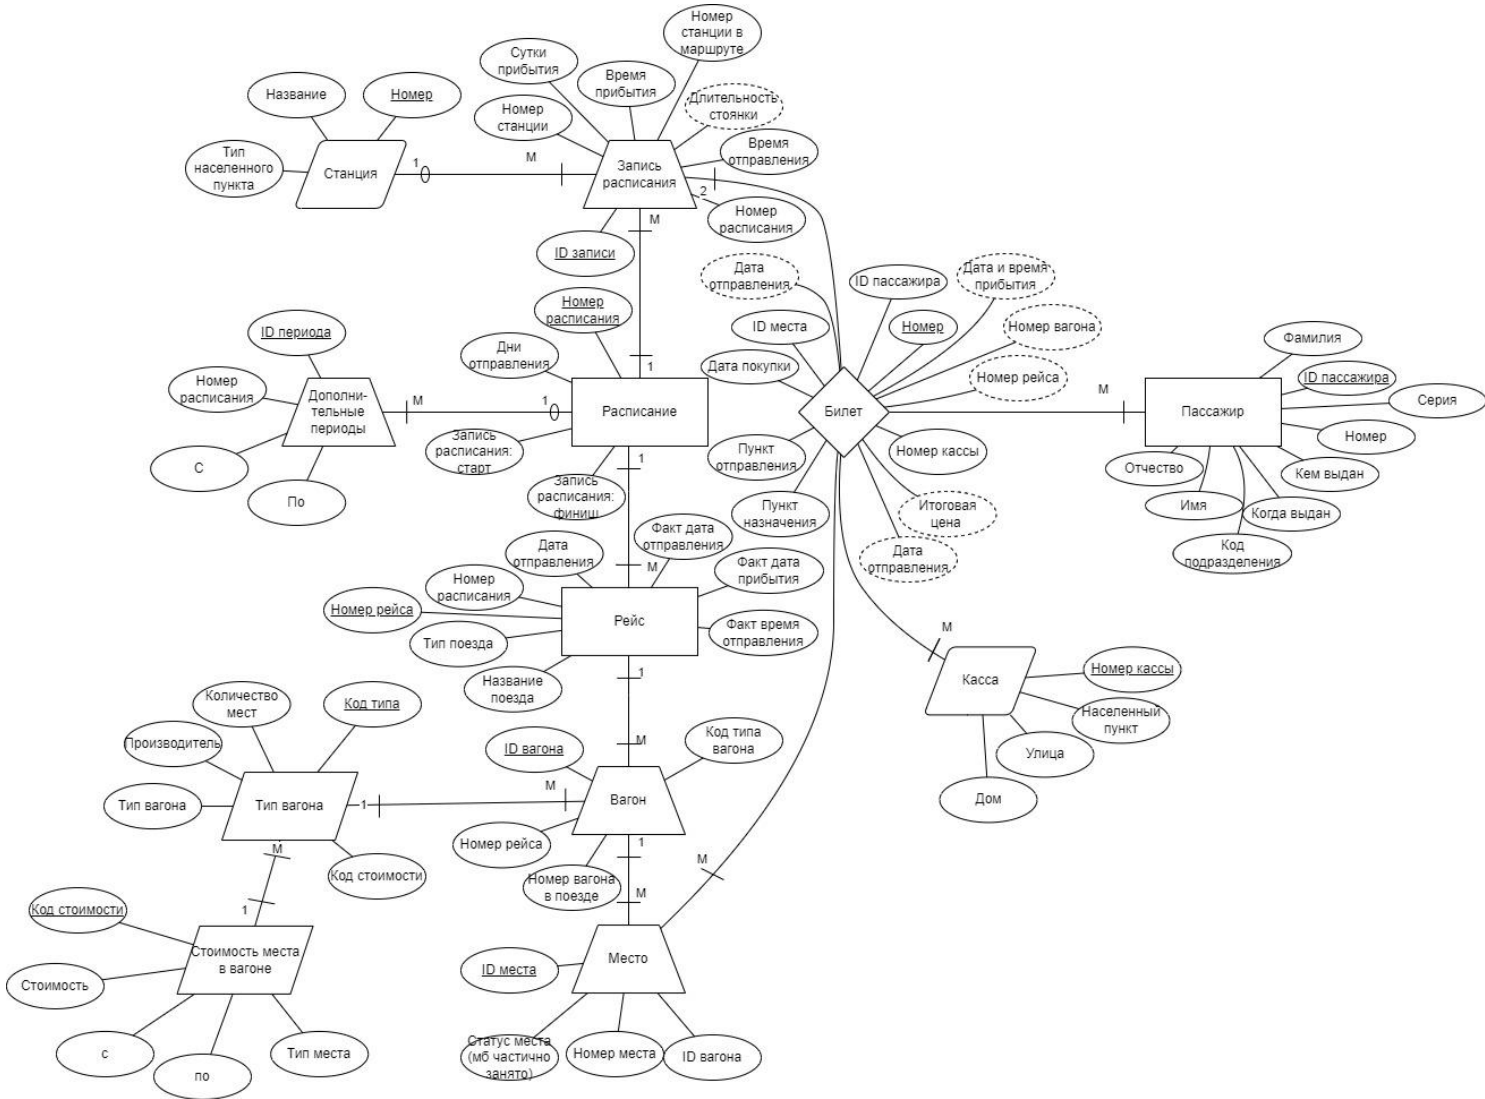 Номер
станции в
маршруте
Сутки
прибытия
Время
прибытия
Название
Номер
Длительность
стоянки
Номер
станции
Время
отправления
Тип
населенного
пункта
Станция
1
М
Запись
расписания
2
Номер
расписания
М
ID записи
Дата
отправления
ID пассажира
Дата и время
прибытия
Номер
расписания
ID места
Номер
Номер вагона
ID периода
Дни
отправления
Дата покупки
Номер рейса
Фамилия
1
Номер
расписания
Дополни-
тельные
периоды
М
1
Расписание
Билет
М
ID пассажира
Пассажир
Серия
Номер
С
Запись
расписания:
старт
1
Пункт
отправления
Номер кассы
Отчество
Кем выдан
По
Запись
расписания:
финиш
Пункт
назначения
Итоговая
цена
Имя
Когда выдан
Код
подразделения
Дата
отправления
Факт дата
отправления
Дата
отправления
М
Факт дата
прибытия
Номер
расписания
Номер рейса
Рейс
Тип поезда
Факт время
отправления
М
Название
поезда
1
Касса
Номер кассы
Населенный
пункт
Улица
Дом
Количество
мест
Код типа
Производитель
ID вагона
М
Код типа
вагона
Тип вагона
Тип вагона
1
М
Вагон
Номер рейса
1
М
Код стоимости
Номер вагона
в поезде
М
М
Код стоимости
1
Стоимость места
в вагоне
Место
Стоимость
ID места
с
по
Тип места
Статус места
(мб частично
занято)
Номер места
ID вагона